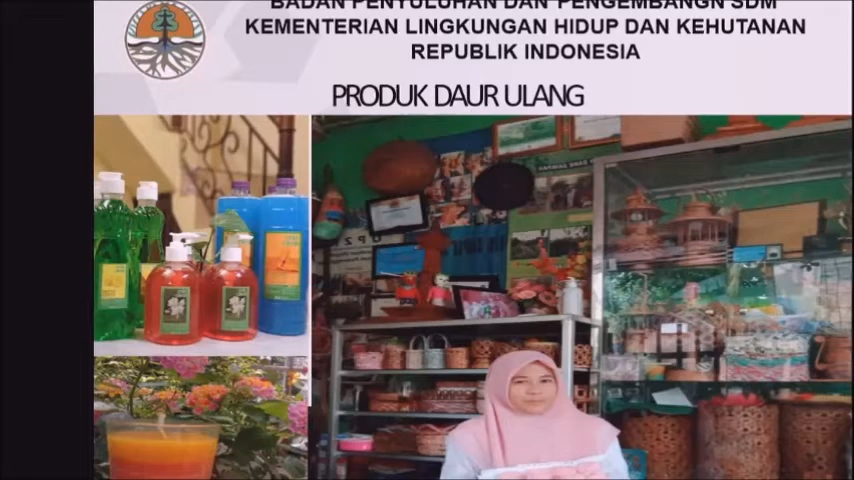 BADAN PENYULUHAN DAN PENGEMBANGN SDM
KEMENTERIAN LINGKUNGAN HIDUP DAN KEHUTANAN
REPUBLIK INDONESIA
PRODUK DAUR ULANG